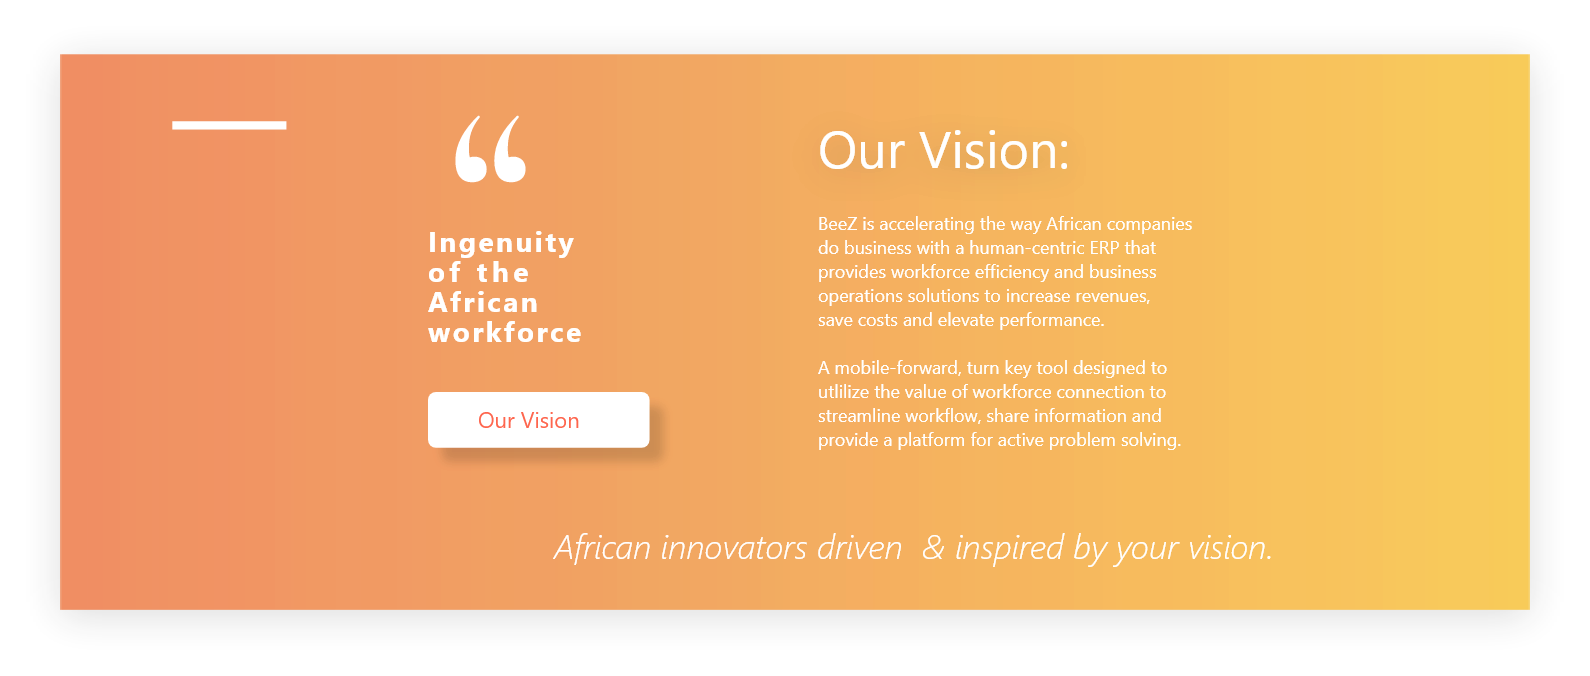 “
Ingenuity
of the
African
workforce
Our Vision
Our Vision:
BeeZ is accelerating the way African companies
do business with a human-centric ERP that
provides workforce efficiency and business
operations solutions to increase revenues,
save costs and elevate performance.
A mobile-forward, turn key tool designed to
utlilize the value of workforce connection to
streamline workflow, share information and
provide a platform for active problem solving.
African innovators driven  & inspired by your vision.